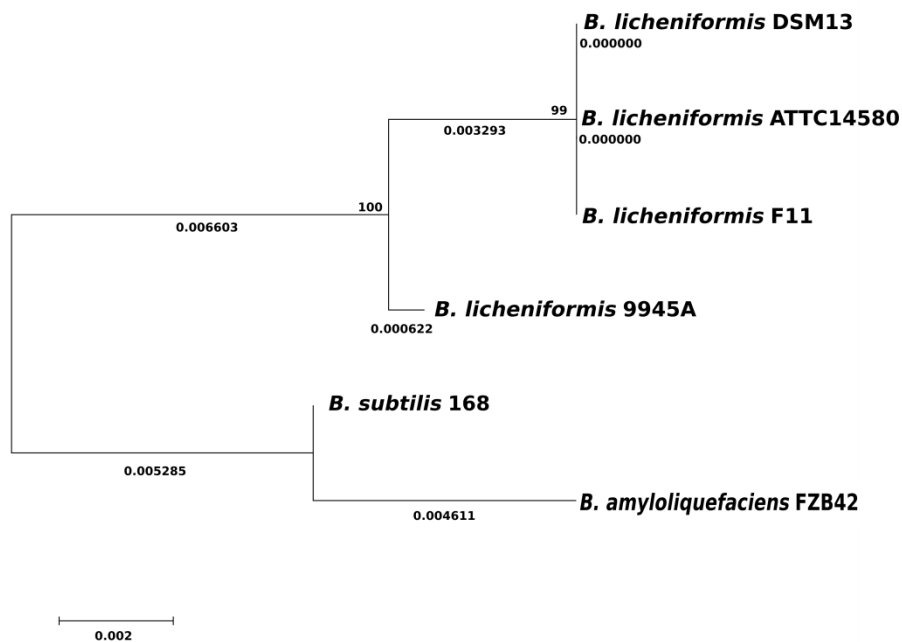 B. licheniformis DSM13
0.000000
99
B. licheniformis ATTC14580
0.003293
0.000000
100
B. licheniformis F11
0.006603
B. licheniformis 9945A
0.000622
B. subtilis 168
0.005285
B. amyloliquefaciens FZB42
0.004611
0.002